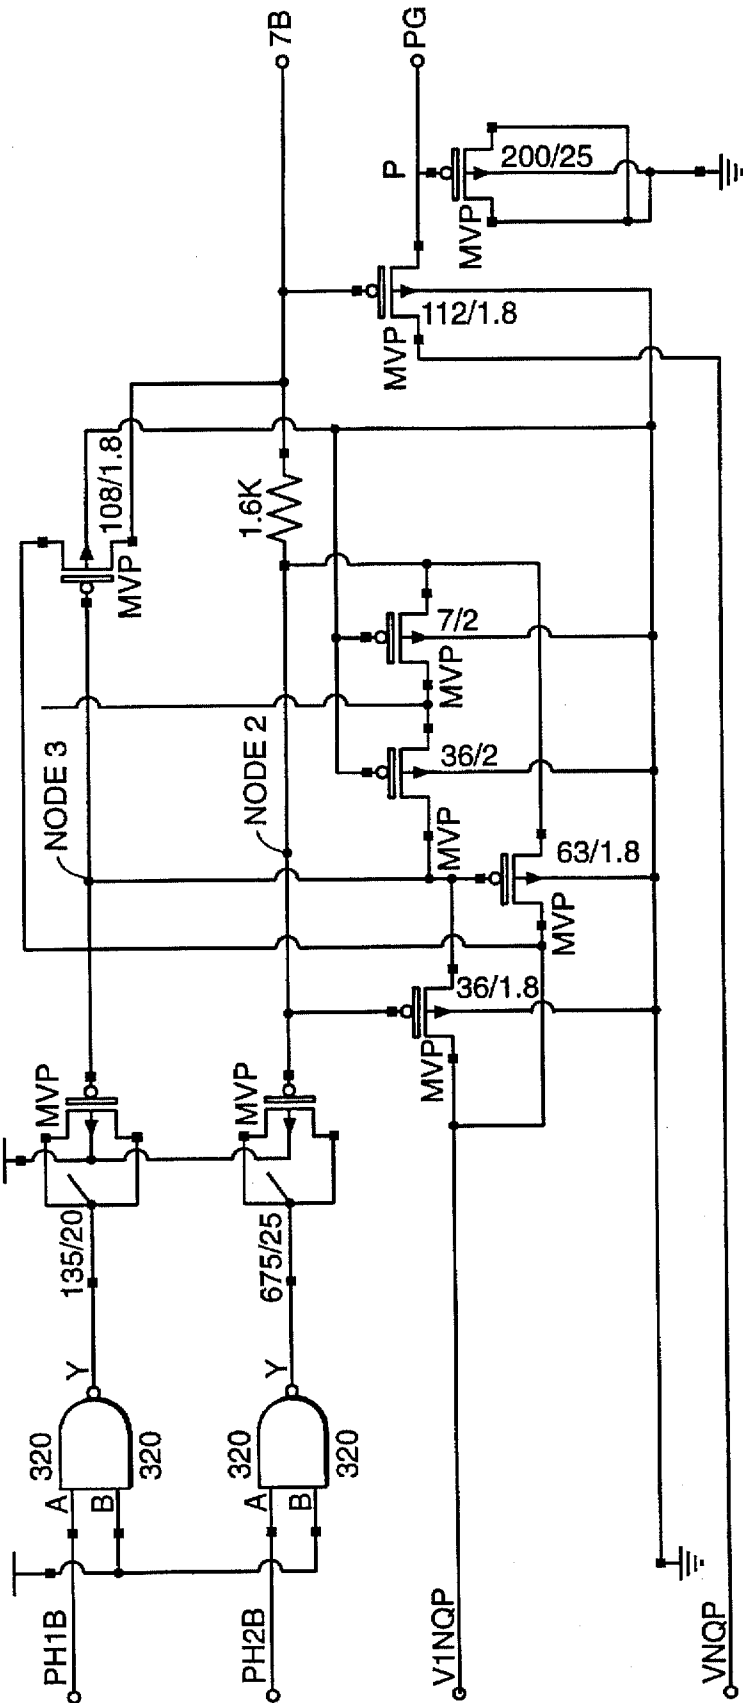 PH1B
A
B
320
320
Y
135/20
MVP
NODE 3
108/1.8
MVP
7B
PH2B
A
B
320
320
Y
675/25
MVP
NODE 2
1.6K
PG
P
200/25
MVP
112/1.8
MVP
7/2
MVP
36/2
MVP
63/1.8
MVP
36/1.8
MVP
V1NQP
VNQP